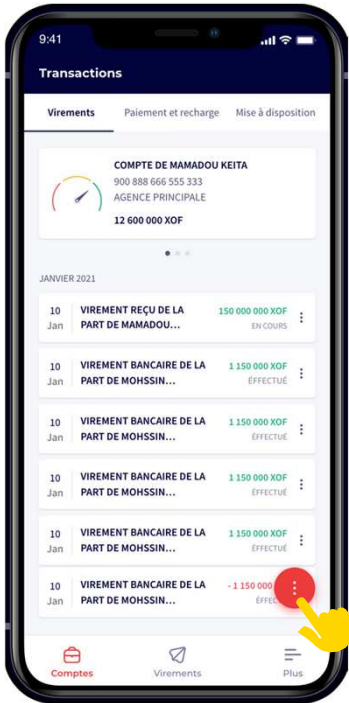 9:41
Transactions
Virements Paiement et recharge Mise à disposition
COMPTE DE MAMADOU KEITA
900 888 666 555 333
AGENCE PRINCIPALE
12 600 000 XOF
JANVIER 2021
10 VIREMENT REÇU DE LA 150 000 000 XOF
Jan PART DE MAMADOU... EN COURS
10 VIREMENT BANCAIRE DE LA 1 150 000 XOF
Jan PART DE MOHSSIN... ÉFFECTUÉ
10 VIREMENT BANCAIRE DE LA 1 150 000 XOF
Jan PART DE MOHSSIN... ÉFFECTUÉ
10 VIREMENT BANCAIRE DE LA 1 150 000 XOF
Jan PART DE MOHSSIN... ÉFFECTUÉ
10 VIREMENT BANCAIRE DE LA 1 150 000 XOF
Jan PART DE MOHSSIN... ÉFFECTUÉ
10 VIREMENT BANCAIRE DE LA - 1 150 000
Jan PART DE MOHSSIN...
Comptes Virements Plus